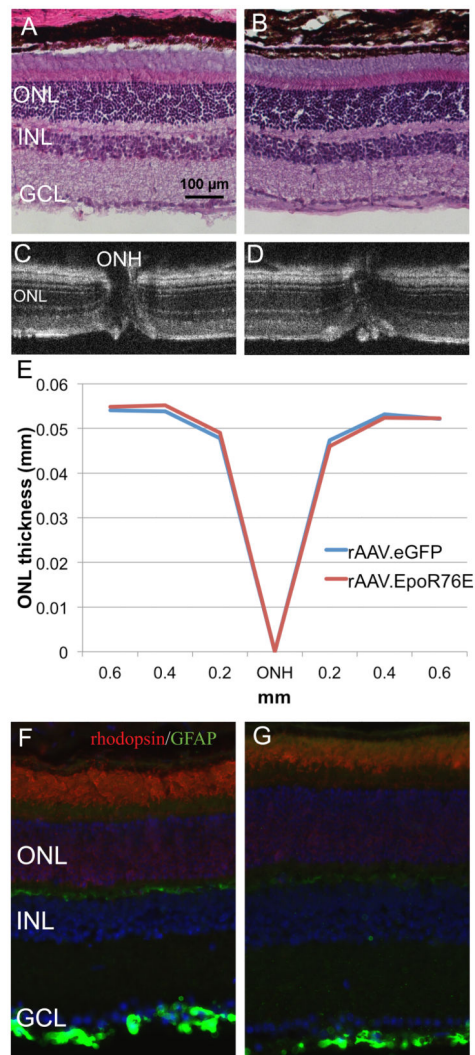 A
B
ONL
INL
GCL
100 µm
C
ONH
D
ONL
E
0.06
0.05
0.04
0.03
0.02
0.01
0
ONL thickness (mm)
rAAV.eGFP
rAAV.EpoR76E
0.6 0.4 0.2 ONH 0.2 0.4 0.6
mm
F
rhodopsin/GFAP
G
ONL
INL
GCL